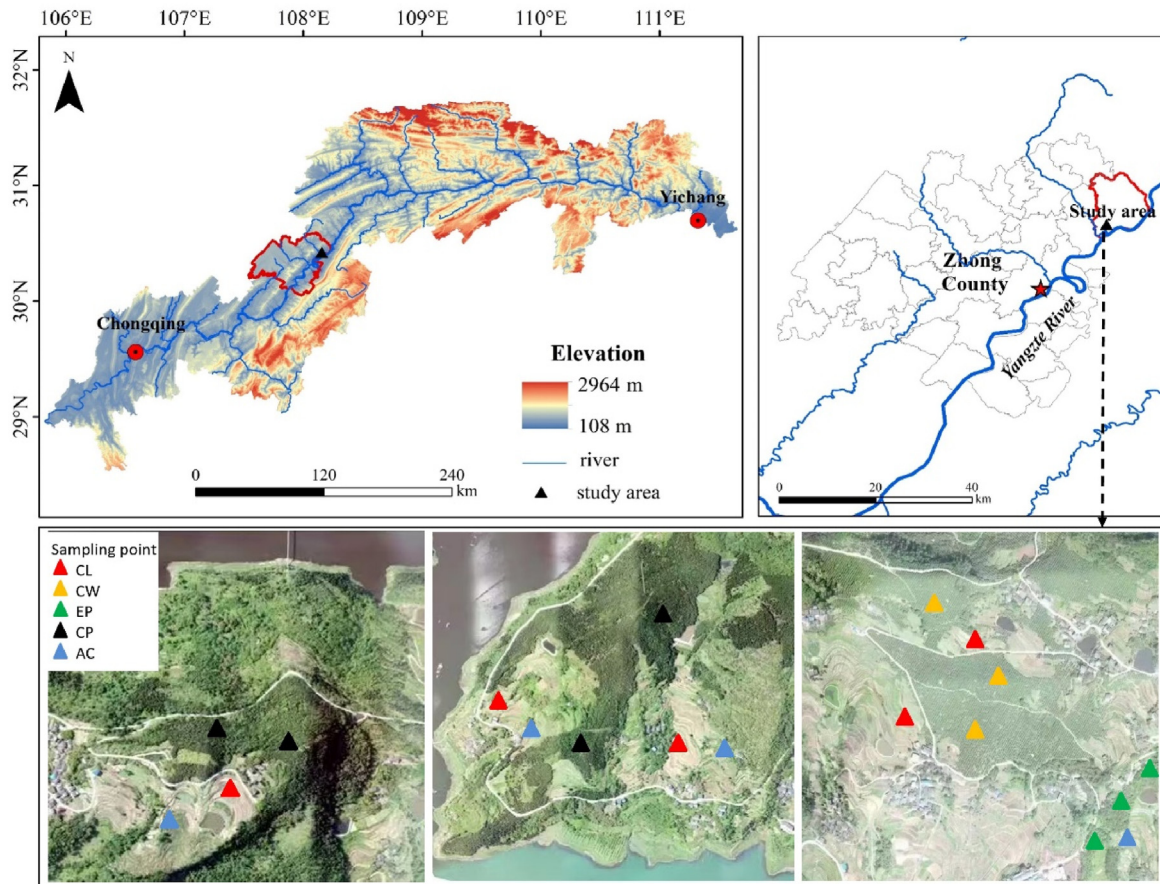 106°E 107°E 108°E 109°E 110°E 111°E
32°N
31°N
30°N
29°N
N
Yichang
Chongqing
Elevation
2964 m
108 m
river
study area
0 120 240
km
Study area
Zhong
County
Yangzte River
0 20 40
km
Sampling point
CL
CW
EP
CP
AC